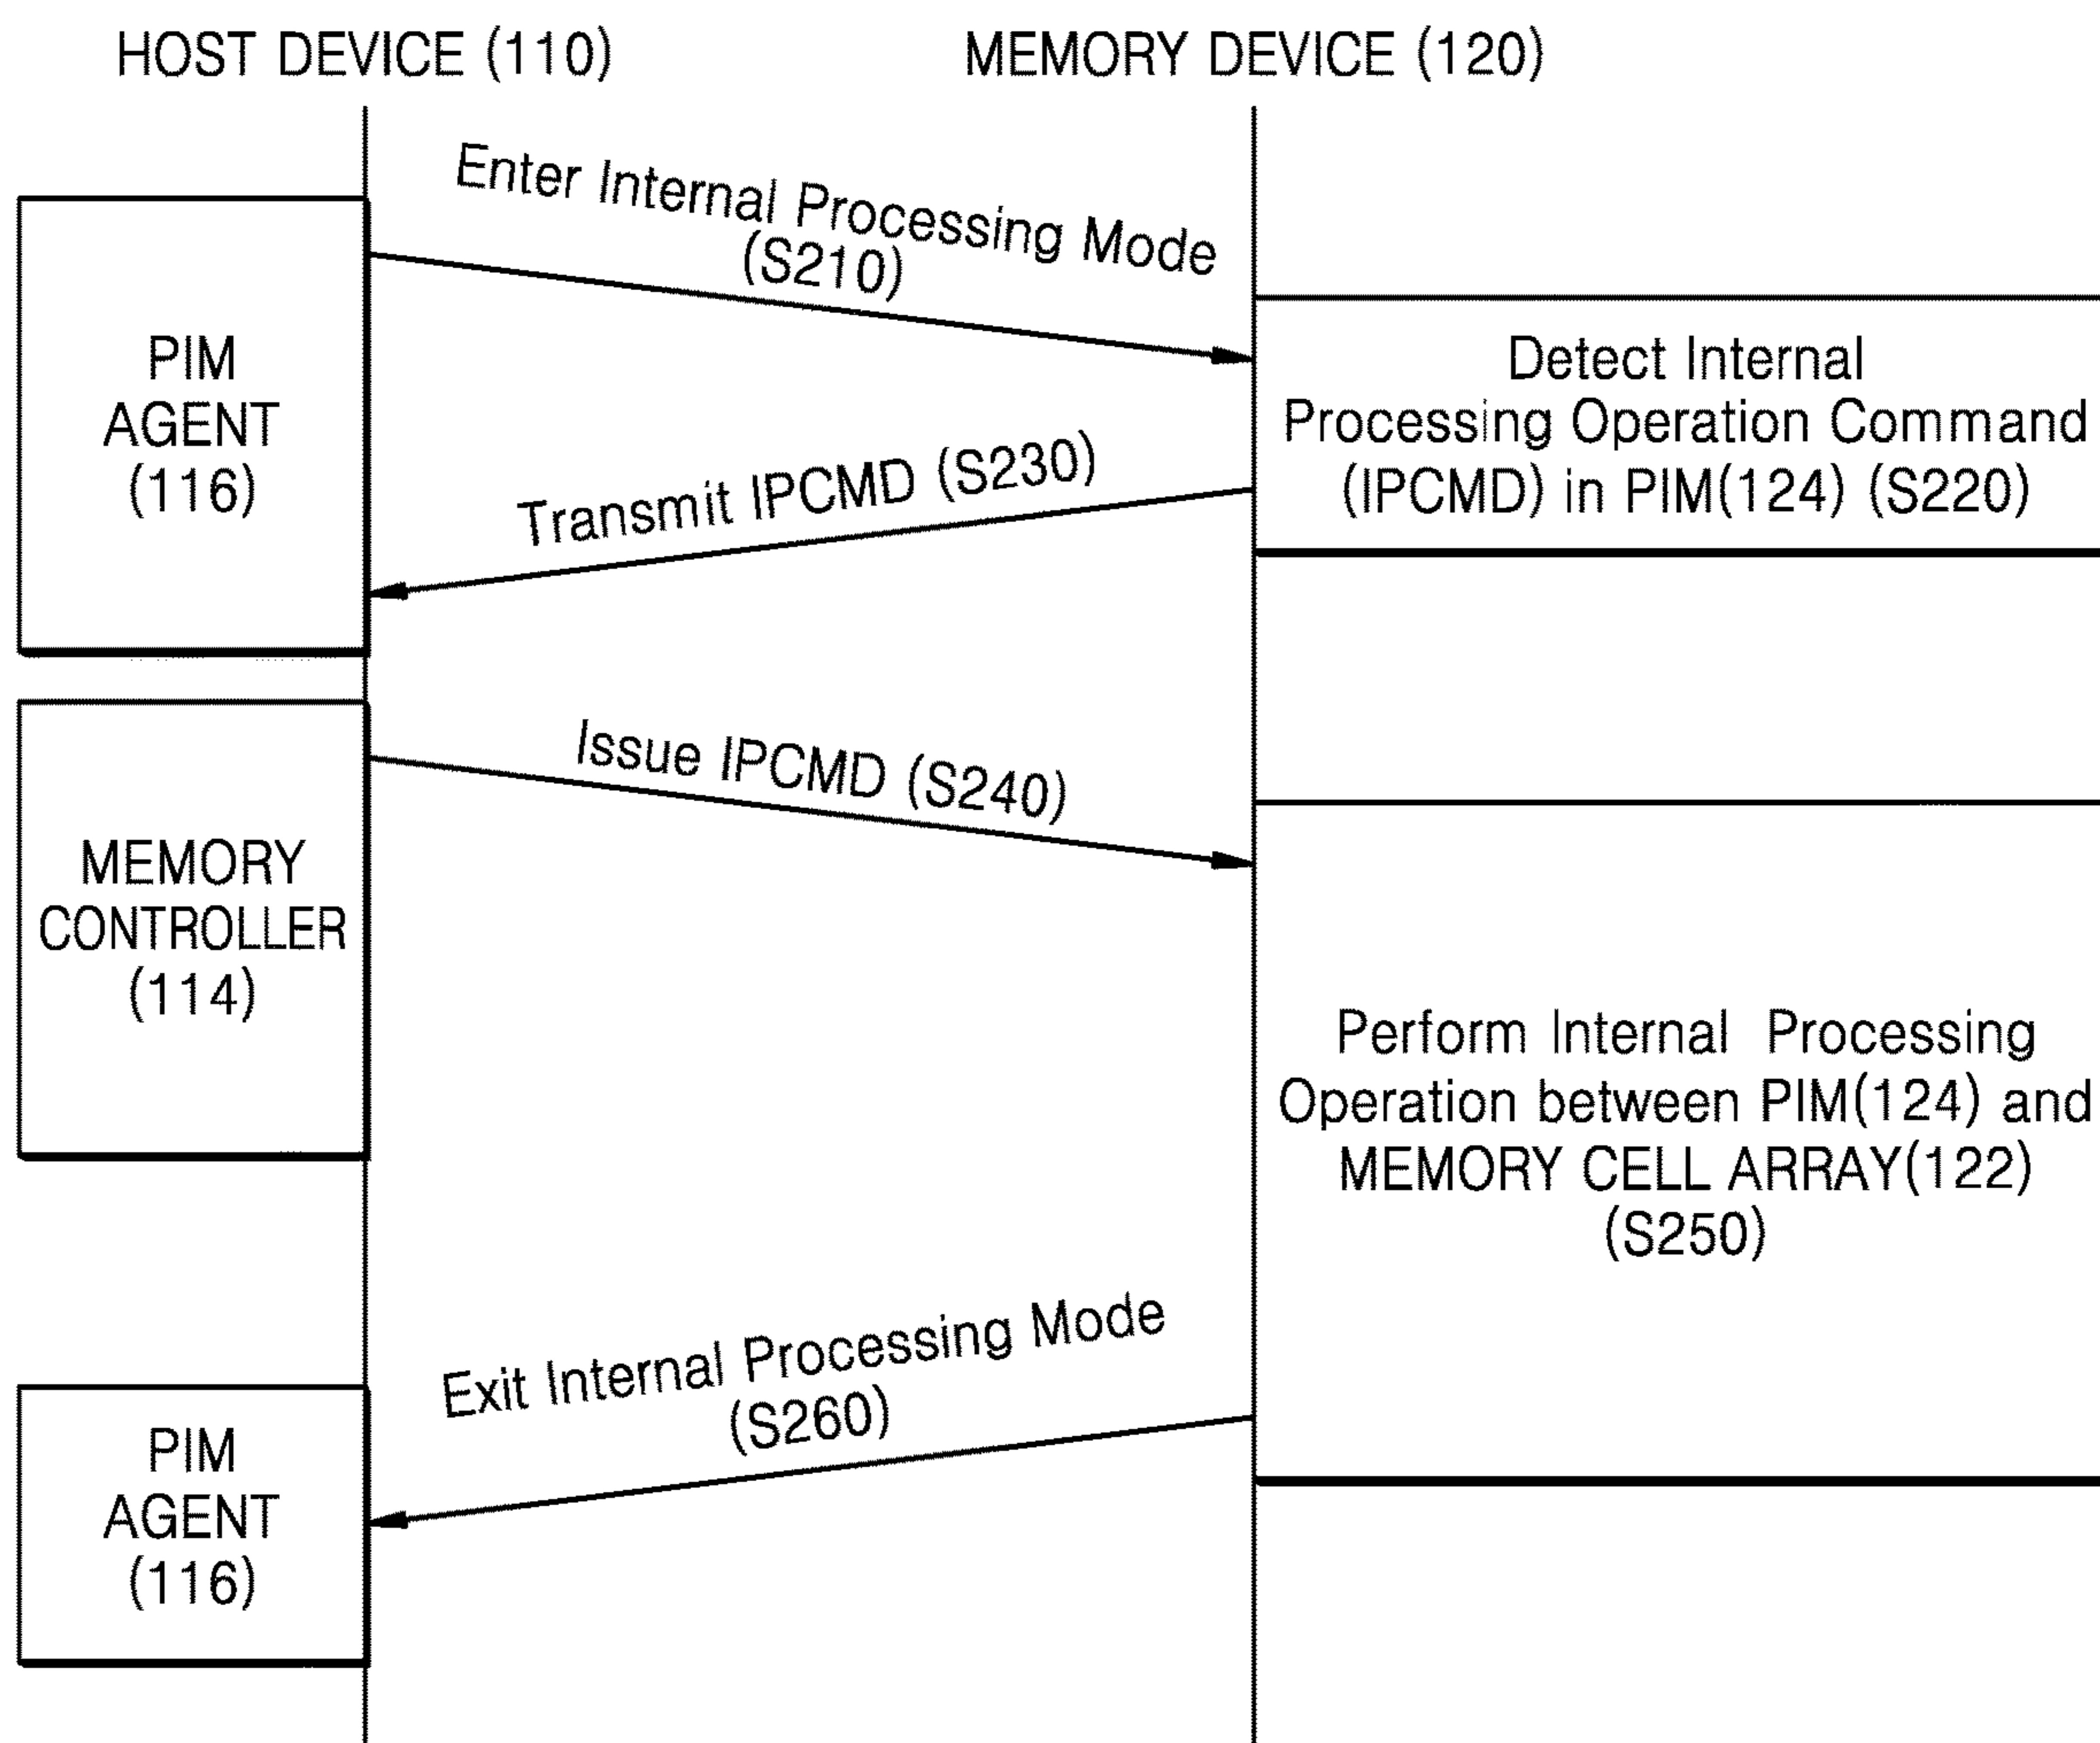 HOST DEVICE (110)
MEMORY DEVICE (120)
Enter Internal Processing Mode
(S210)
PIM
AGENT
(116)
Detect Internal
Processing Operation Command
(IPCMD) in PIM(124) (S220)
Transmit IPCMD (S230)
Issue IPCMD (S240)
MEMORY
CONTROLLER
(114)
Perform Internal Processing
Operation between PIM(124) and
MEMORY CELL ARRAY(122)
(S250)
Exit Internal Processing Mode
(S260)
PIM
AGENT
(116)